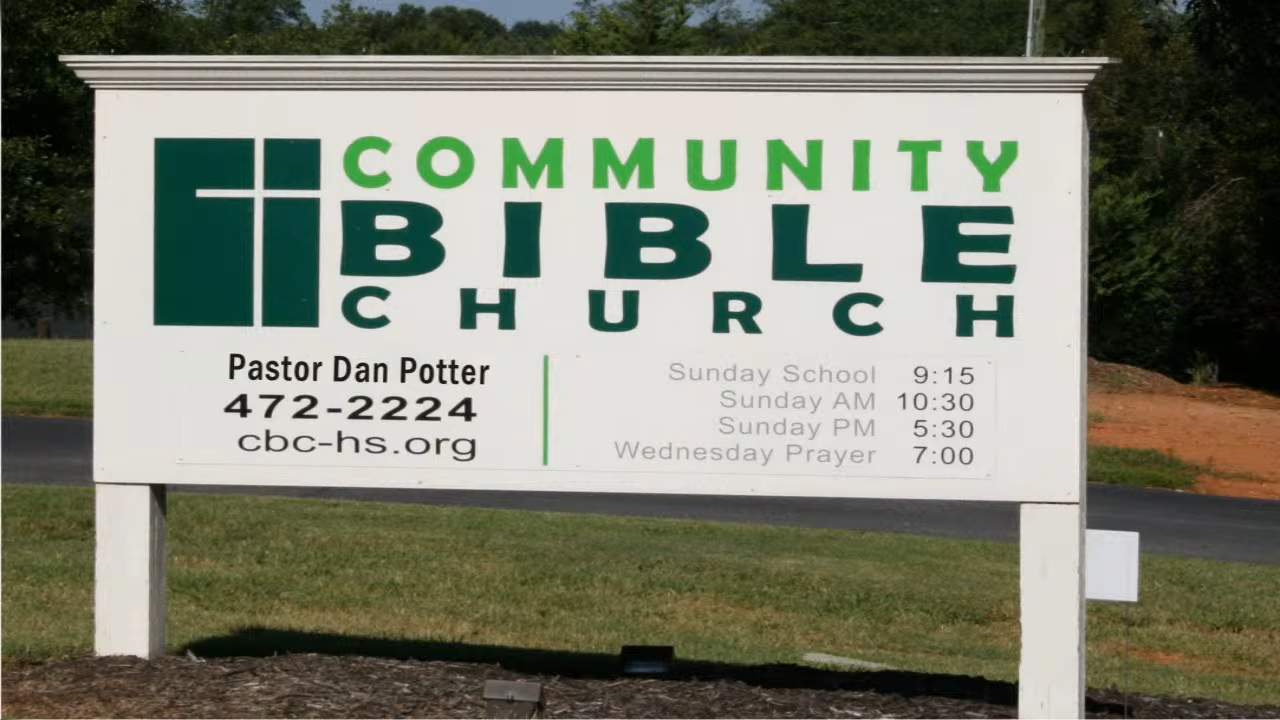 COMMUNITY
BIBLE
CHURCH
Pastor Dan Potter
472-2224
cbc-hs.org
Sunday School 9:15
Sunday AM 10:30
Sunday PM 5:30
Wednesday Prayer 7:00